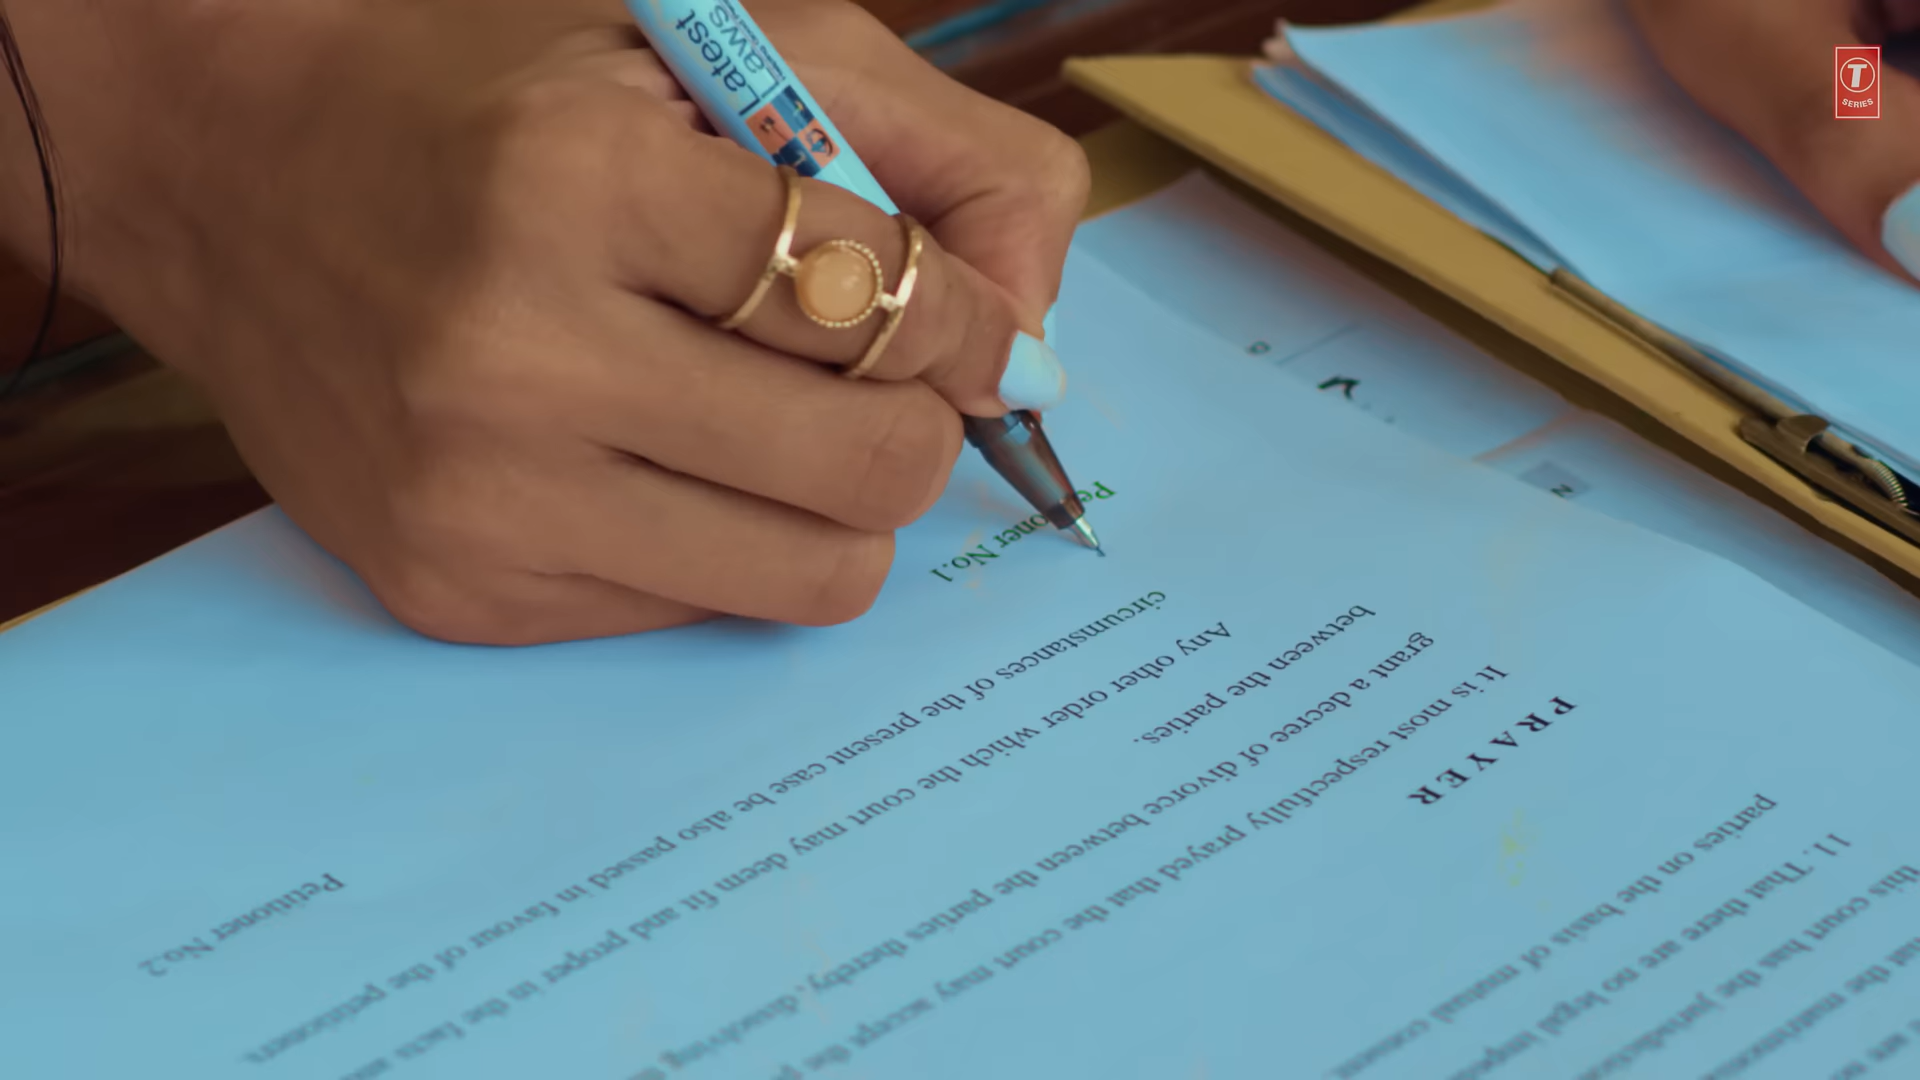 Latest
Laws
T
SERIES
this court has the jurisdiction
11. That there are no legal
parties on the basis of mutual consent.
PRAYER
It is most respectfully prayed that the court may accept the
grant a decree of divorce between the parties thereby, dissolving
between the parties.
Any other order which the court may deem fit and proper in the facts and
circumstances of the present case be also passed in favour of the petitioners.
Pe oner No.1
Petitioner No.2